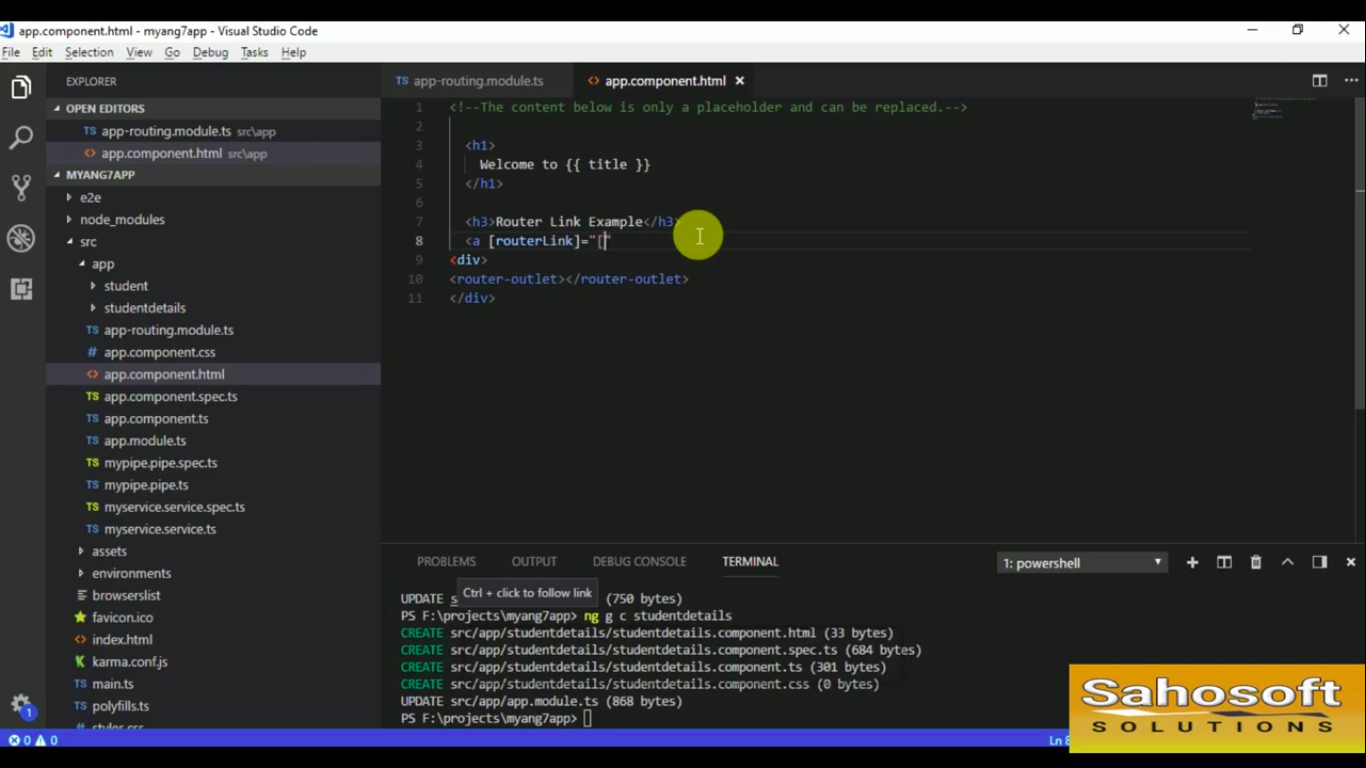 app.component.html - myang7app - Visual Studio Code
File Edit Selection View Go Debug Tasks Help
EXPLORER
OPEN EDITORS
TS app-routing.module.ts src\app
<> app.component.html src\app
MYANG7APP
e2e
node_modules
src
app
student
studentdetails
TS app-routing.module.ts
# app.component.css
<> app.component.html
TS app.component.spec.ts
TS app.component.ts
TS app.module.ts
TS mypipe.pipe.spec.ts
TS mypipe.pipe.ts
TS myservice.service.spec.ts
TS myservice.service.ts
assets
environments
browserslist
favicon.ico
<> index.html
K karma.conf.js
TS main.ts
TS polyfills.ts
# styles.css
TS app-routing.module.ts <> app.component.html
1 <!--The content below is only a placeholder and can be replaced.-->
2
3 <h1>
4 Welcome to {{ title }}
5 </h1>
6
7 <h3>Router Link Example</h3>
8 <a [routerLink]="["
9 <div>
10 <router-outlet></router-outlet>
11 </div>
PROBLEMS OUTPUT DEBUG CONSOLE TERMINAL 1: powershell
Ctrl + click to follow link
UPDATE s (750 bytes)
PS F:\projects\myang7app> ng g c studentdetails
CREATE src/app/studentdetails/studentdetails.component.html (33 bytes)
CREATE src/app/studentdetails/studentdetails.component.spec.ts (684 bytes)
CREATE src/app/studentdetails/studentdetails.component.ts (301 bytes)
CREATE src/app/studentdetails/studentdetails.component.css (0 bytes)
UPDATE src/app/app.module.ts (868 bytes)
PS F:\projects\myang7app>
1
0 0 Ln 8
Sahosoft
SOLUTIONS